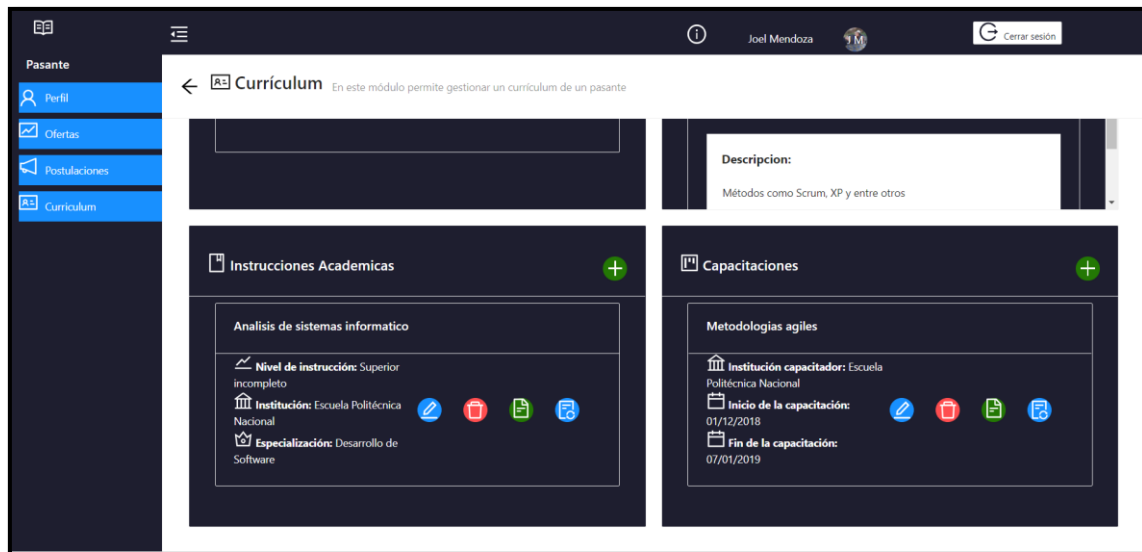 Joel Mendoza
Cerrar sesión
Pasante
Perfil
Ofertas
Postulaciones
Curriculum
Currículum En este módulo permite gestionar un currículum de un pasante
Descripcion:
Métodos como Scrum, XP y entre otros
Instrucciones Academicas
Analisis de sistemas informatico
Nivel de instrucción: Superior
incompleto
Institución: Escuela Politécnica
Nacional
Especialización: Desarrollo de
Software
Capacitaciones
Metodologias agiles
Institución capacitador: Escuela
Politécnica Nacional
Inicio de la capacitación:
01/12/2018
Fin de la capacitación:
07/01/2019